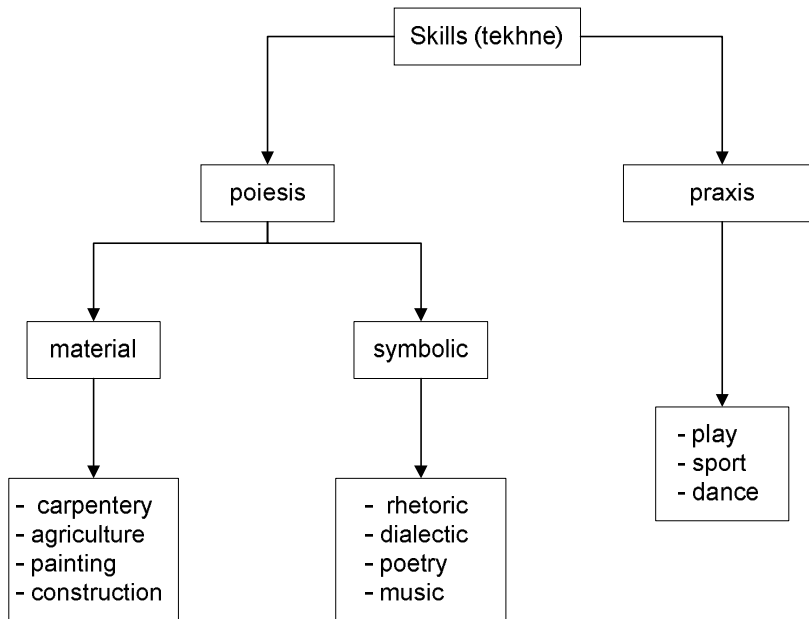 Skills (tekhne)
poiesis
praxis
material
symbolic
- carpentery
- agriculture
- painting
- construction
- rhetoric
- dialectic
- poetry
- music
- play
- sport
- dance